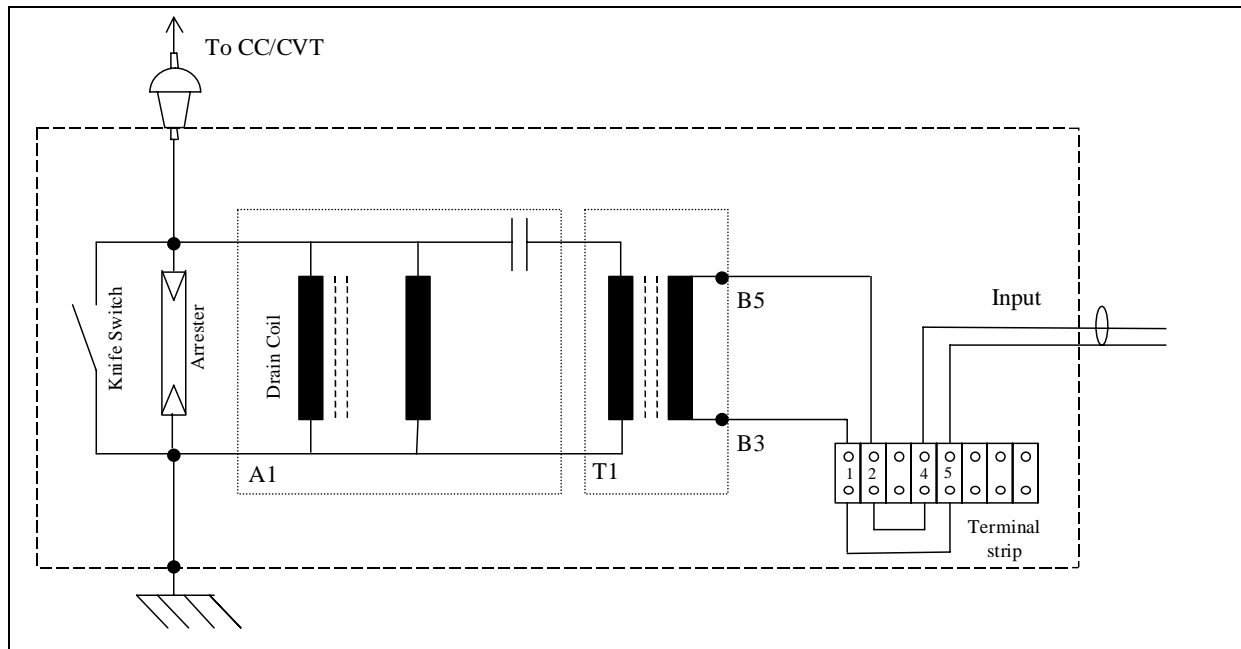 To CC/CVT
Knife Switch
Arrester
Drain Coil
A1
T1
B5
B3
Input
1 2 4 5
Terminal
strip